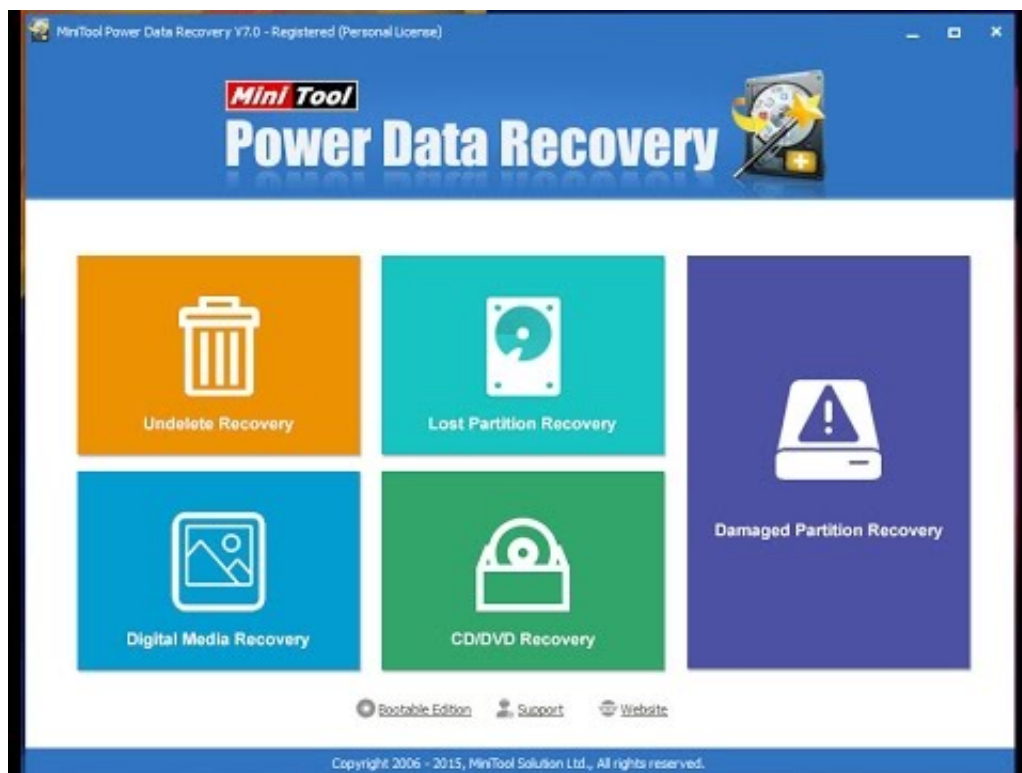 MiniTool Power Data Recovery V7.0 - Registered (Personal License)
Mini Tool
Power Data Recovery
Undelete Recovery
Lost Partition Recovery
Damaged Partition Recovery
Digital Media Recovery
CD/DVD Recovery
Bootable Edition Support Website
Copyright 2006 - 2015, MiniTool Solution Ltd., All rights reserved.